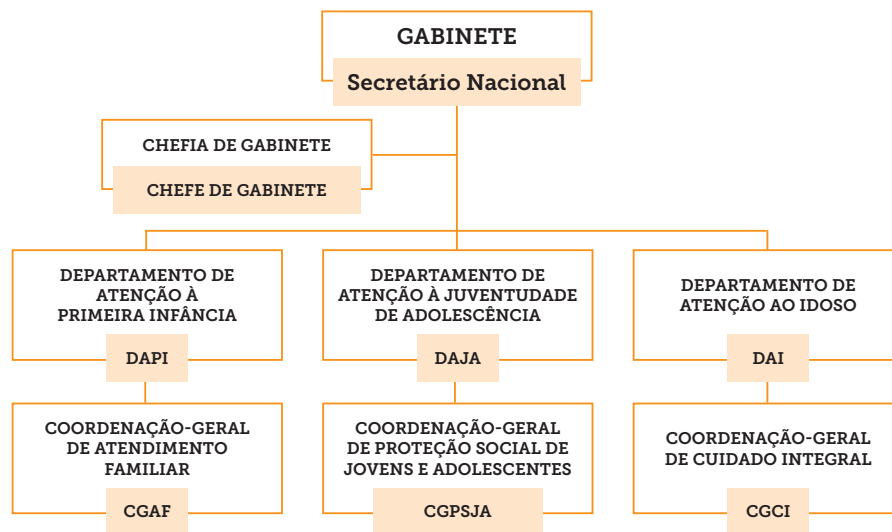 GABINETE
Secretário Nacional
CHEFIA DE GABINETE
CHEFE DE GABINETE
DEPARTAMENTO DE
ATENÇÃO À
PRIMEIRA INFÂNCIA
DAPI
DEPARTAMENTO DE
ATENÇÃO À JUVENTUDADE
DE ADOLESCÊNCIA
DAJA
DEPARTAMENTO DE
ATENÇÃO AO IDOSO
DAI
COORDENAÇÃO-GERAL
DE ATENDIMENTO
FAMILIAR
CGAF
COORDENAÇÃO-GERAL
DE PROTEÇÃO SOCIAL DE
JOVENS E ADOLESCENTES
CGPSJA
COORDENAÇÃO-GERAL
DE CUIDADO INTEGRAL
CGCI